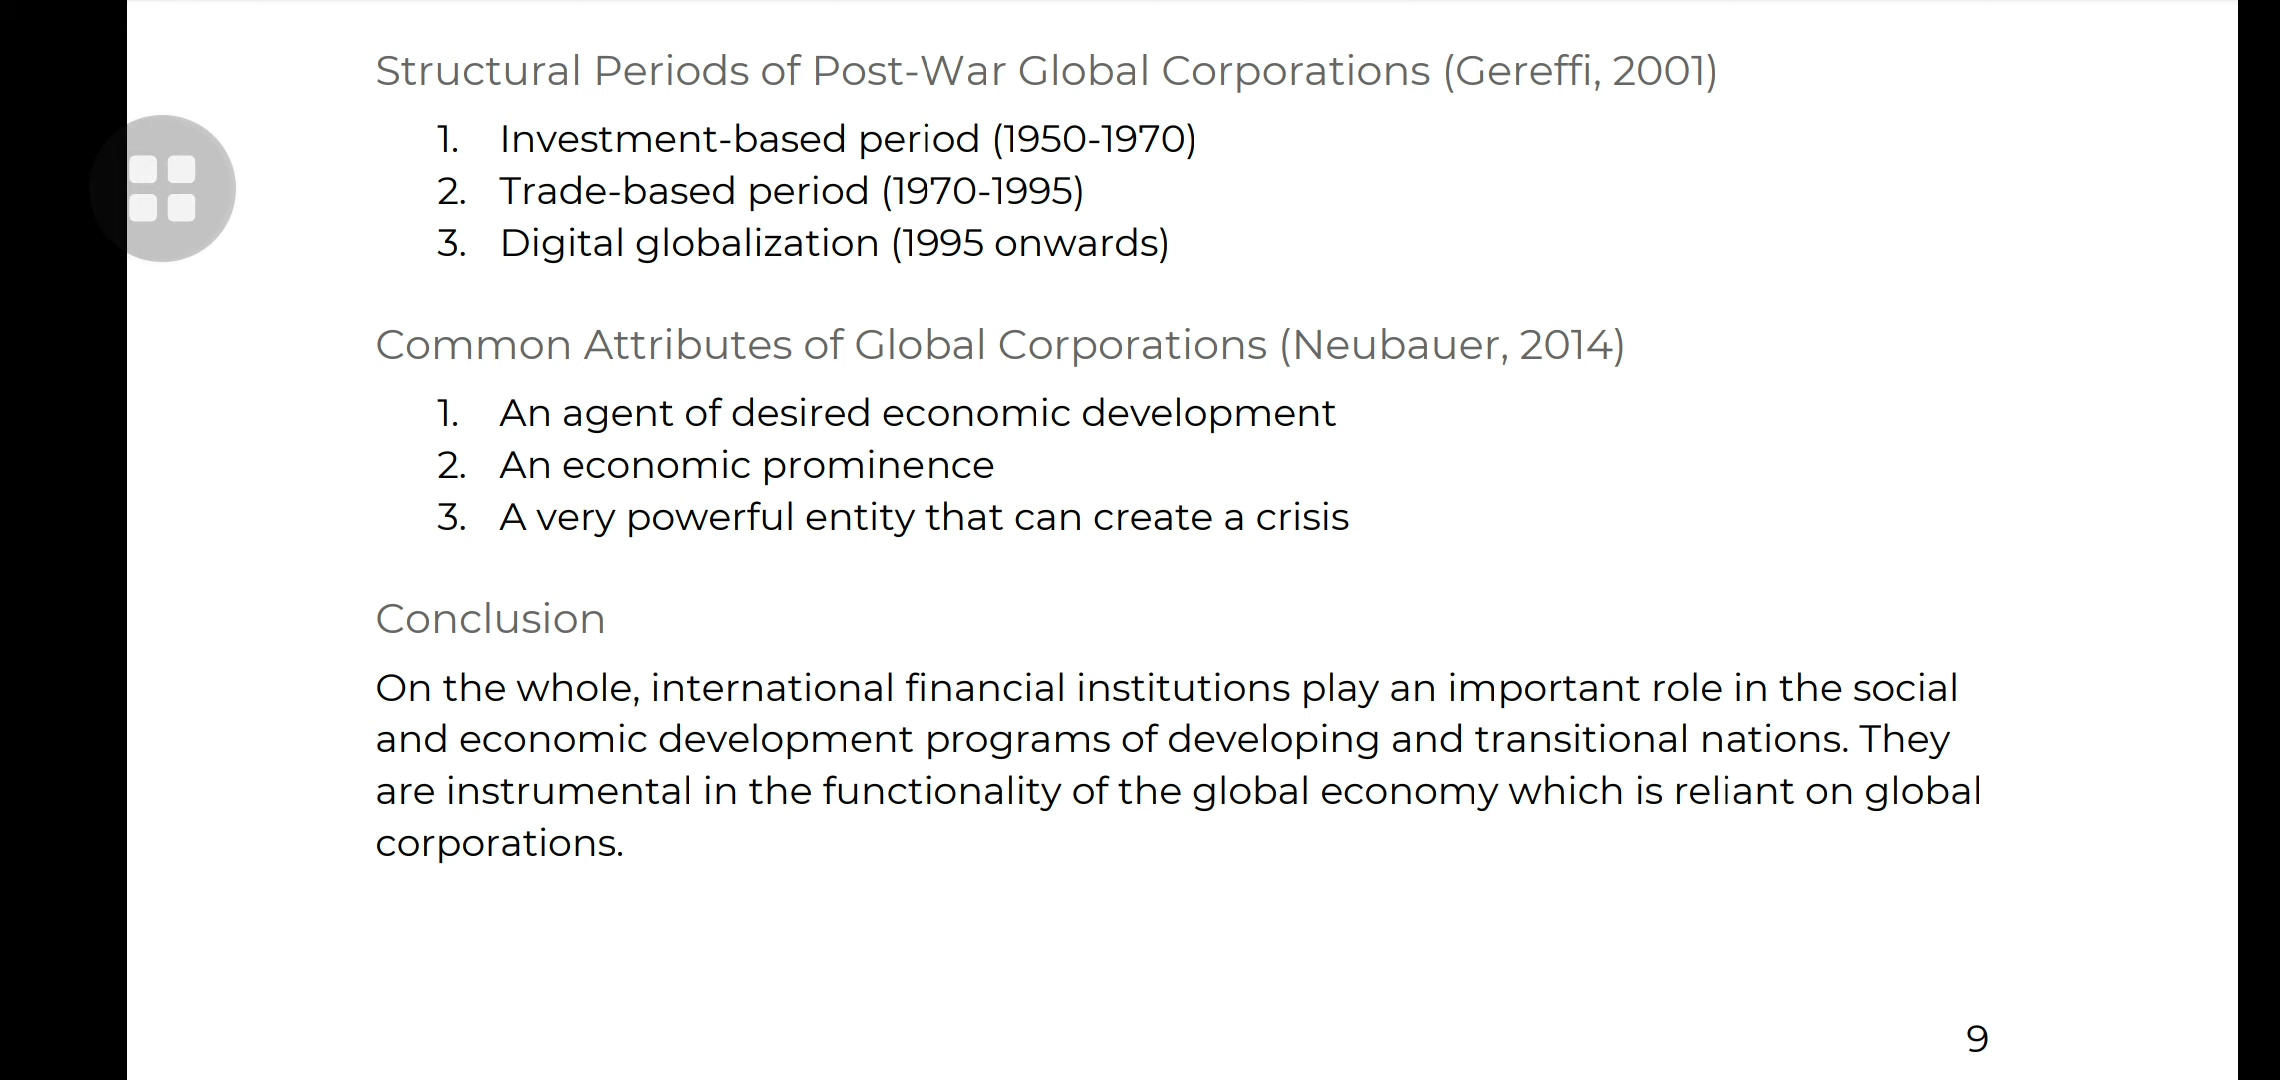 Structural Periods of Post-War Global Corporations (Gereffi, 2001)
1. Investment-based period (1950-1970)
2. Trade-based period (1970-1995)
3. Digital globalization (1995 onwards)
Common Attributes of Global Corporations (Neubauer, 2014)
1. An agent of desired economic development
2. An economic prominence
3. A very powerful entity that can create a crisis
Conclusion
On the whole, international financial institutions play an important role in the social
and economic development programs of developing and transitional nations. They
are instrumental in the functionality of the global economy which is reliant on global
corporations.
9